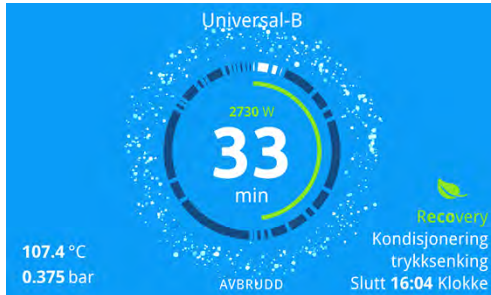 Universal-B
2730 W
33
min
Recovery
Kondisjonering
trykksenking
Slutt 16:04 Klokke
107.4 °C
0.375 bar
AVBRUDD